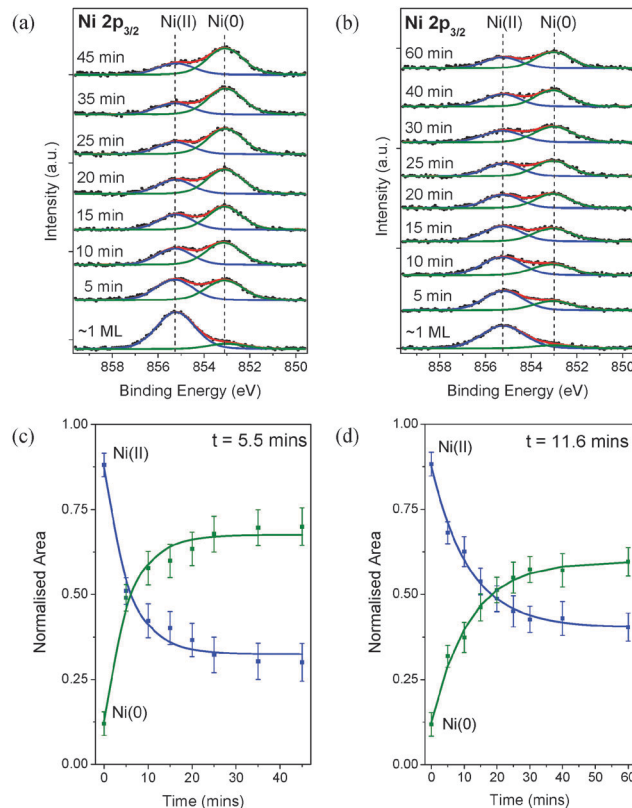 (a)
Ni 2p3/2
Ni(II)
Ni(0)
45 min
35 min
25 min
20 min
15 min
10 min
5 min
~1 ML
Intensity (a.u.)
858
856
854
852
850
Binding Energy (eV)
(b)
Ni 2p3/2
Ni(II)
Ni(0)
60 min
40 min
30 min
25 min
20 min
15 min
10 min
5 min
~1 ML
Intensity (a.u.)
858
856
854
852
850
Binding Energy (eV)
(c)
t = 5.5 mins
Ni(II)
Ni(0)
1.00
0.75
0.50
0.25
0.00
Normalised Area
0
10
20
30
40
Time (mins)
(d)
t = 11.6 mins
Ni(II)
Ni(0)
1.00
0.75
0.50
0.25
0.00
Normalised Area
0
10
20
30
40
50
60
Time (mins)